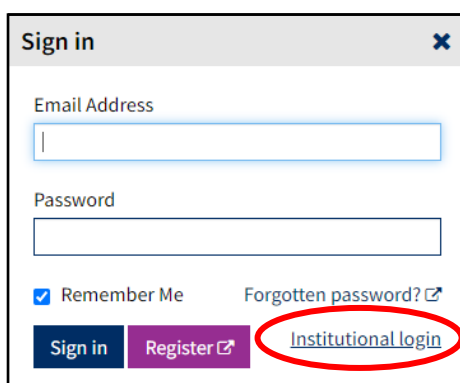 Sign in
Email Address
Password
Remember Me Forgotten password?
Sign in Register Institutional login